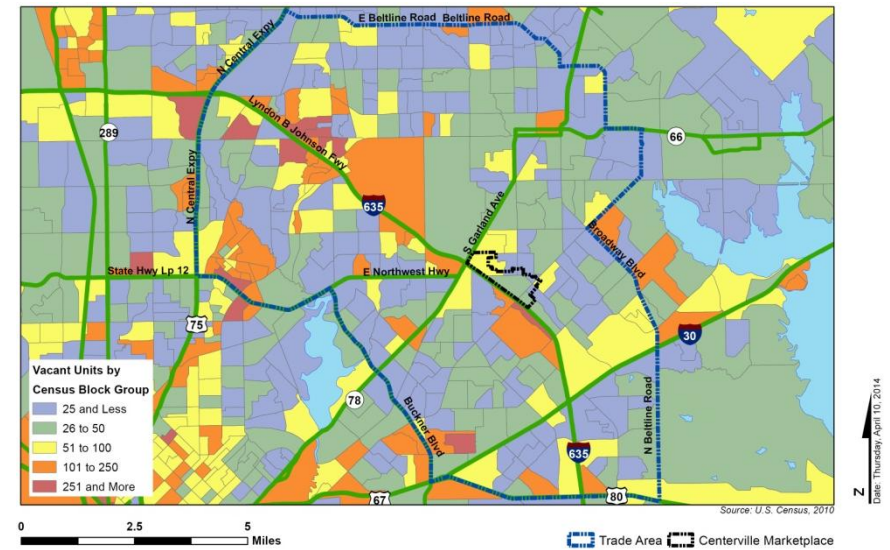 E Beltline Road Beltline Road
N Central Expy
Lyndon B Johnson Fwy
289
66
N Central Expy
635
S Garland Ave
Broadway Blvd
State Hwy Lp 12
E Northwest Hwy
75
30
Vacant Units by
Census Block Group
25 and Less
26 to 50
51 to 100
101 to 250
251 and More
78
Buckner Blvd
N Beltline Road
635
67
80
Source: U.S. Census, 2010
0 2.5 5
Miles
Trade Area
Centerville Marketplace
N
Date: Thursday, April 10, 2014